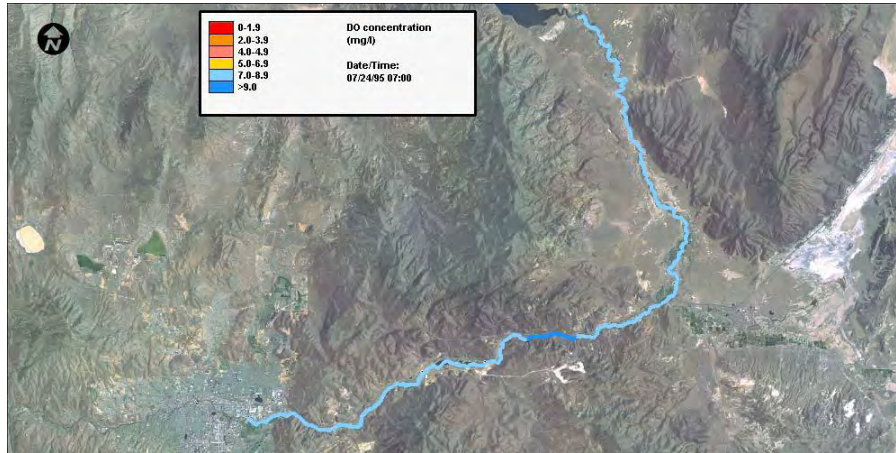 N
0-1.9
2.0-3.9
4.0-4.9
5.0-6.9
7.0-8.9
>9.0
DO concentration
(mg/l)
Date/Time:
07/24/95 07:00